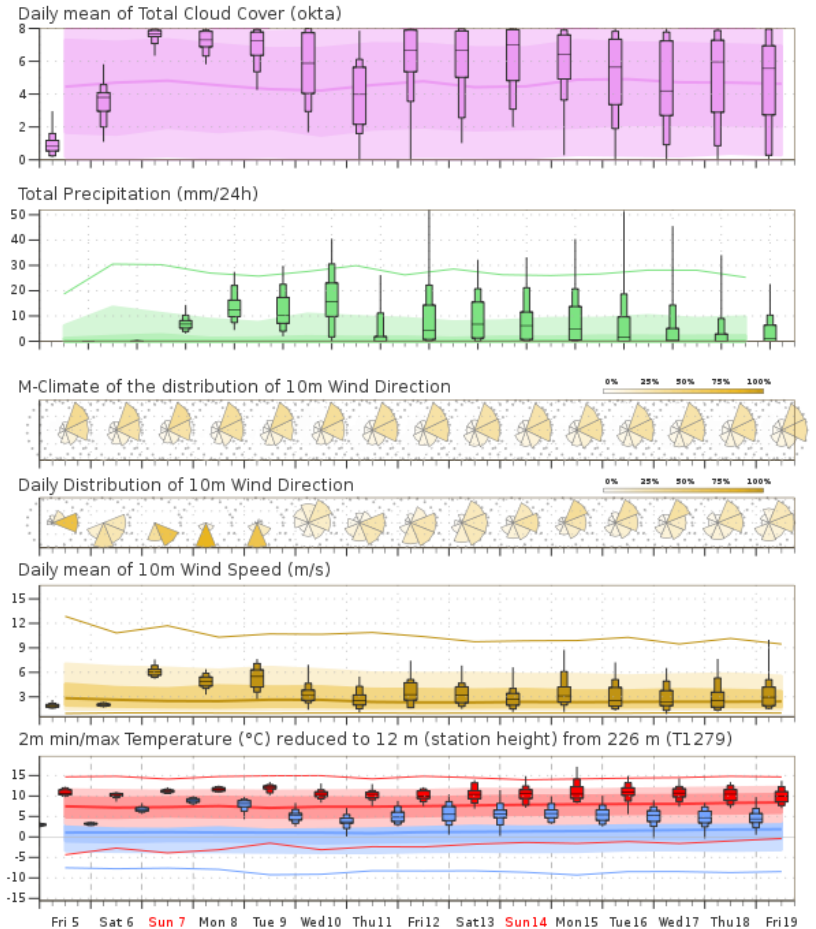 Daily mean of Total Cloud Cover (okta)
8
6
4
2
0
Total Precipitation (mm/24h)
50
40
30
20
10
0
M-Climate of the distribution of 10m Wind Direction
0% 25% 50% 75% 100%
Daily Distribution of 10m Wind Direction
0% 25% 50% 75% 100%
Daily mean of 10m Wind Speed (m/s)
15
12
9
6
3
2m min/max Temperature (°C) reduced to 12 m (station height) from 226 m (T1279)
15
10
5
0
-5
-10
-15
Fri 5 Sat 6 Sun 7 Mon 8 Tue 9 Wed10 Thu11 Fri12 Sat13 Sun14 Mon15 Tue16 Wed17 Thu18 Fri19